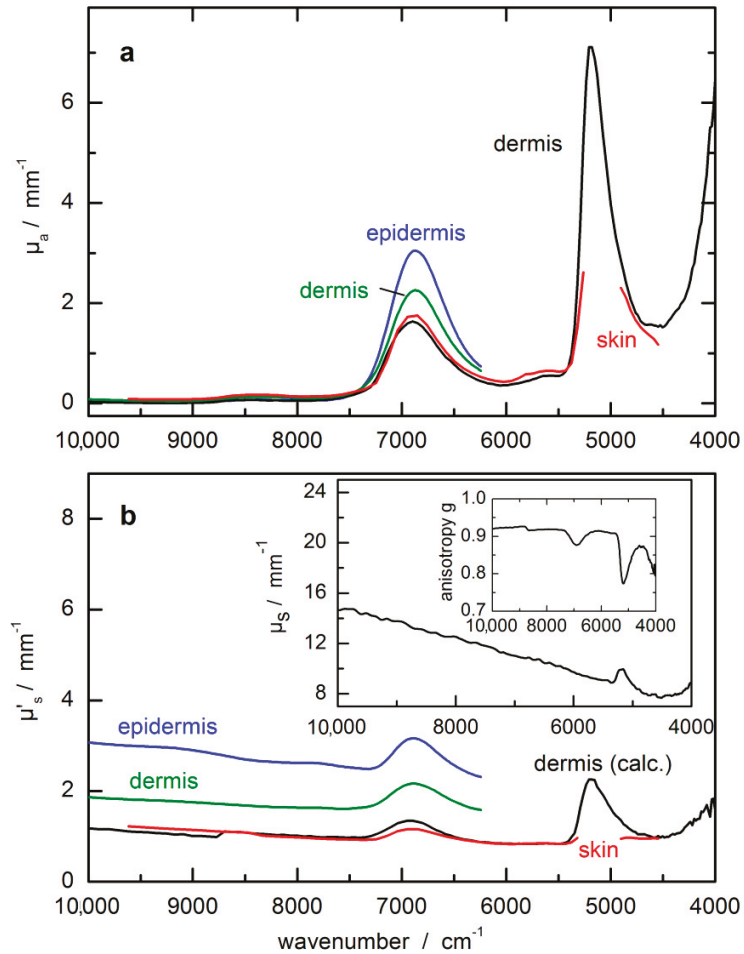 a
6
4
2
0
μa / mm-1
dermis
epidermis
dermis
skin
10,000 9000 8000 7000 6000 5000 4000
b
8
6
4
2
0
μ's / mm-1
24
20
16
12
8
μs / mm-1
1.0
0.9
0.8
0.7
anisotropy g
10,000 8000 6000 4000
10,000 8000 6000 4000
epidermis
dermis
dermis (calc.)
skin
10,000 9000 8000 7000 6000 5000 4000
wavenumber / cm-1